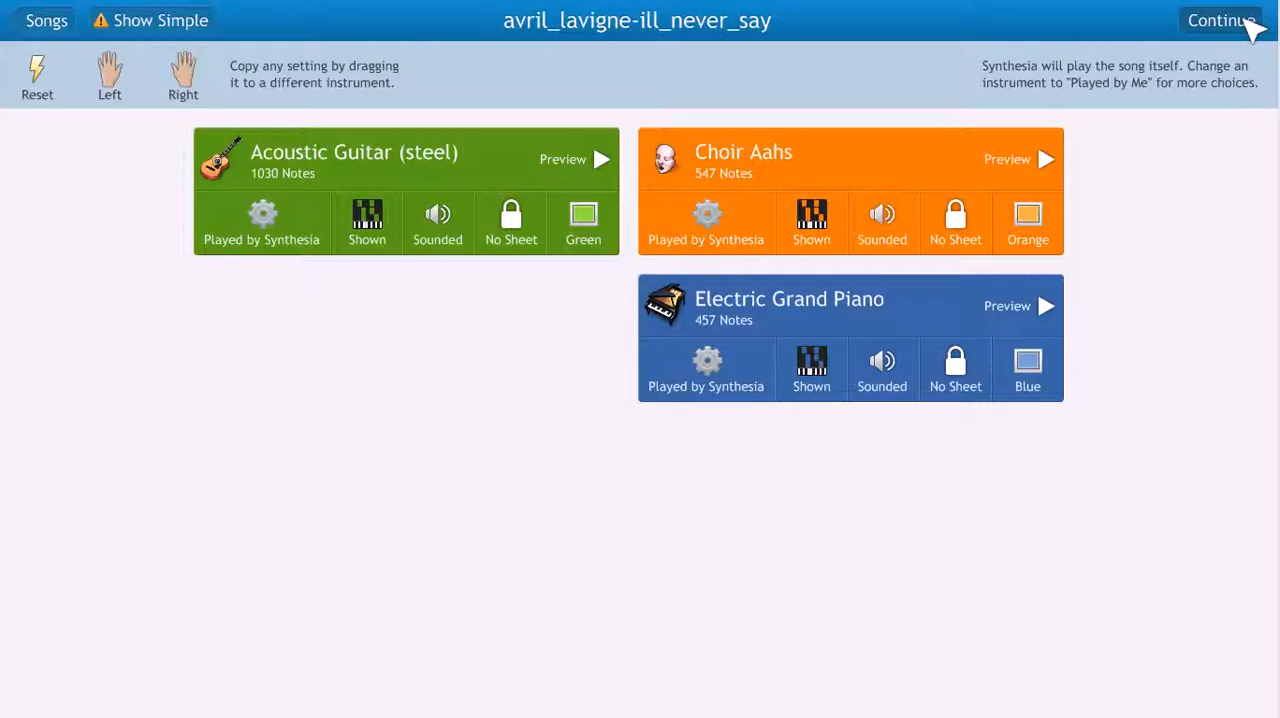 Songs
Show Simple
avril_lavigne-ill_never_say
Continue
Reset
Left
Right
Copy any setting by dragging
it to a different instrument.
Synthesia will play the song itself. Change an
instrument to "Played by Me" for more choices.
Acoustic Guitar (steel)
1030 Notes
Preview
Played by Synthesia
Shown
Sounded
No Sheet
Green
Choir Aahs
547 Notes
Preview
Played by Synthesia
Shown
Sounded
No Sheet
Orange
Electric Grand Piano
457 Notes
Preview
Played by Synthesia
Shown
Sounded
No Sheet
Blue